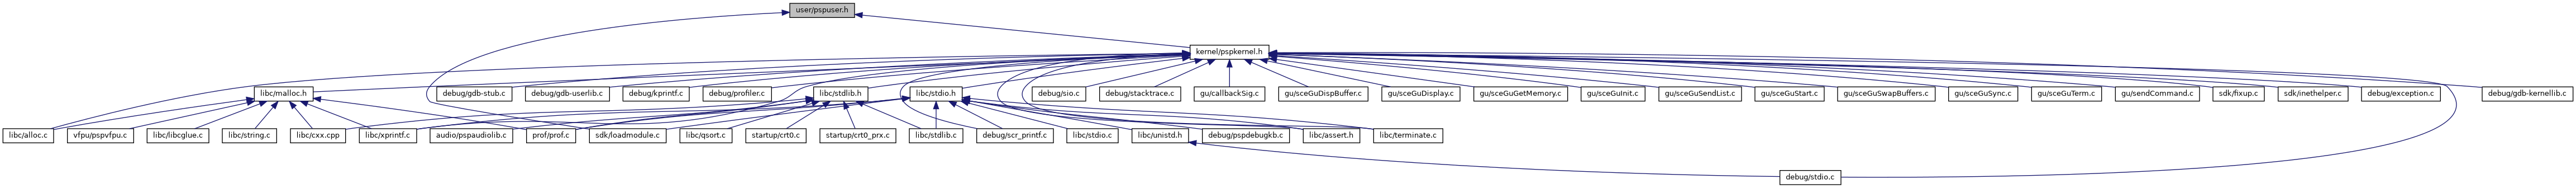 user/pspuser.h
kernel/pspkernel.h
libc/malloc.h
debug/gdb-stub.c
debug/gdb-userlib.c
debug/kprintf.c
debug/profiler.c
libc/stdlib.h
libc/stdio.h
debug/sio.c
debug/stacktrace.c
gu/callbackSig.c
gu/sceGuDispBuffer.c
gu/sceGuDisplay.c
gu/sceGuGetMemory.c
gu/sceGuInit.c
gu/sceGuSendList.c
gu/sceGuStart.c
gu/sceGuSwapBuffers.c
gu/sceGuSync.c
gu/sceGuTerm.c
gu/sendCommand.c
sdk/fixup.c
sdk/inethelper.c
debug/exception.c
debug/gdb-kernellib.c
libc/alloc.c
vfpu/pspvfpu.c
libc/libcglue.c
libc/string.c
libc/cxx.cpp
libc/xprintf.c
audio/pspaudiolib.c
prof/prof.c
sdk/loadmodule.c
libc/qsort.c
startup/crt0.c
startup/crt0_prx.c
libc/stdlib.c
debug/scr_printf.c
libc/stdio.c
libc/unistd.h
debug/pspdebugkb.c
libc/assert.h
libc/terminate.c
debug/stdio.c